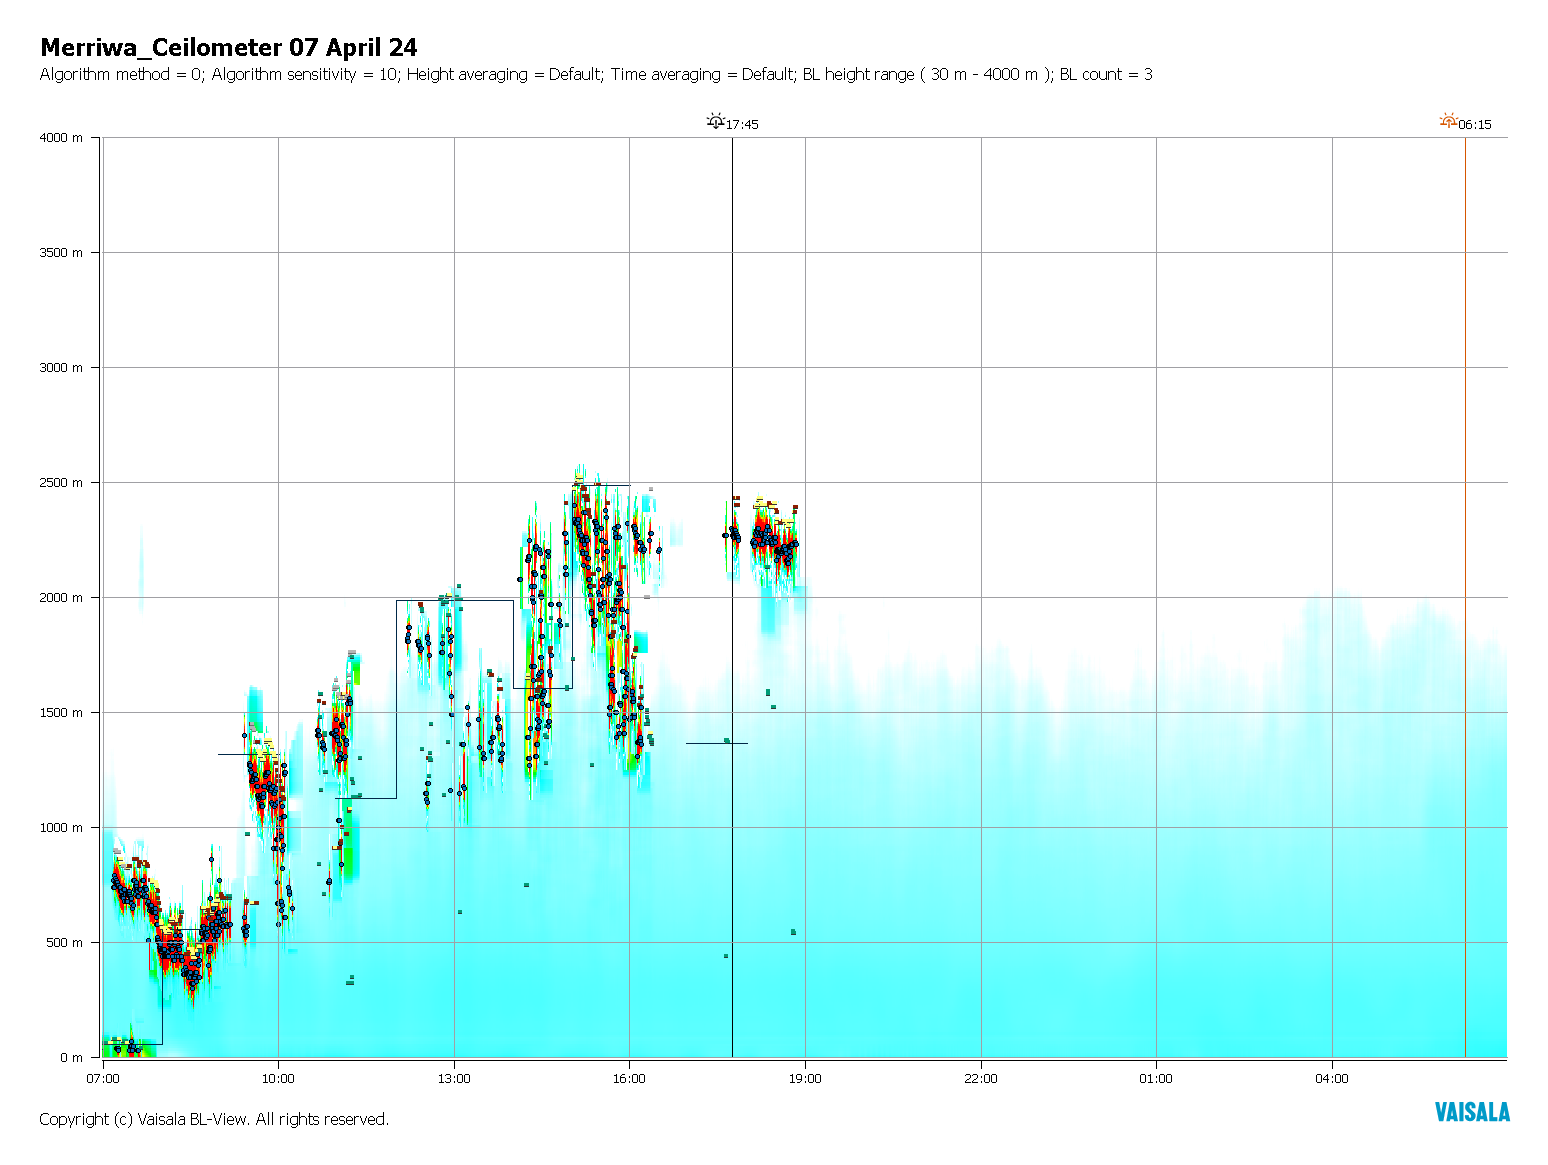 Merriwa_Ceilometer 07 April 24
Algorithm method = 0; Algorithm sensitivity = 10; Height averaging = Default; Time averaging = Default; BL height range ( 30 m - 4000 m ); BL count = 3
17:45
06:15
4000 m
3500 m
3000 m
2500 m
2000 m
1500 m
1000 m
500 m
0 m
07:00
10:00
13:00
16:00
19:00
22:00
01:00
04:00
Copyright (c) Vaisala BL-View. All rights reserved.
VAISALA